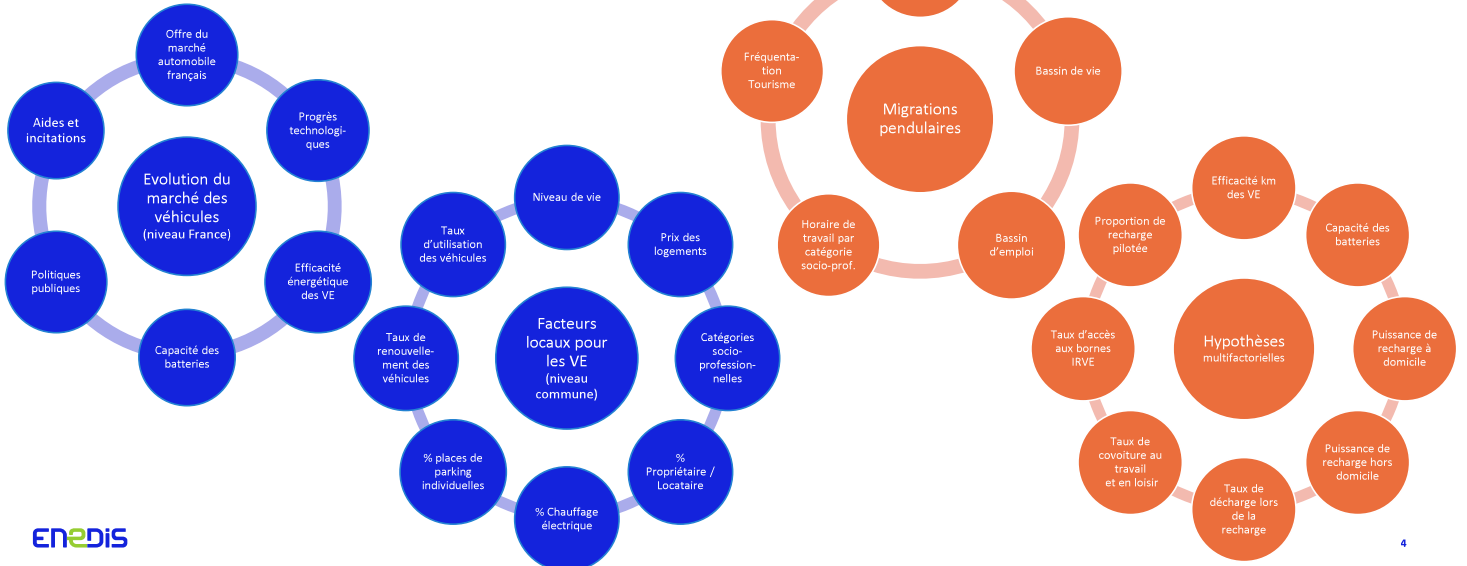 Offre du
marché
automobile
français
Progrès
technologi-
ques
Efficacité
énergétique
des VE
Capacité des
batteries
Politiques
publiques
Aides et
incitations
Evolution du
marché des
véhicules
(niveau France)
Niveau de vie
Prix des
logements
Catégories
socio-
profession-
nelles
%
Propriétaire /
Locataire
% Chauffage
électrique
% places de
parking
individuelles
Taux de
renouvelle-
ment des
véhicules
Taux
d’utilisation
des véhicules
Facteurs
locaux pour
les VE
(niveau
commune)
Fréquenta-
tion
Tourisme
Bassin de vie
Bassin
d’emploi
Horaire de
travail par
catégorie
socio-prof.
Migrations
pendulaires
Efficacité km
des VE
Capacité des
batteries
Puissance de
recharge à
domicile
Puissance de
recharge hors
domicile
Taux de
décharge lors
de la
recharge
Taux de
covoiture au
travail
et en loisir
Taux d’accès
aux bornes
IRVE
Proportion de
recharge
pilotée
Hypothèses
multifactorielles
ENEDIS
4